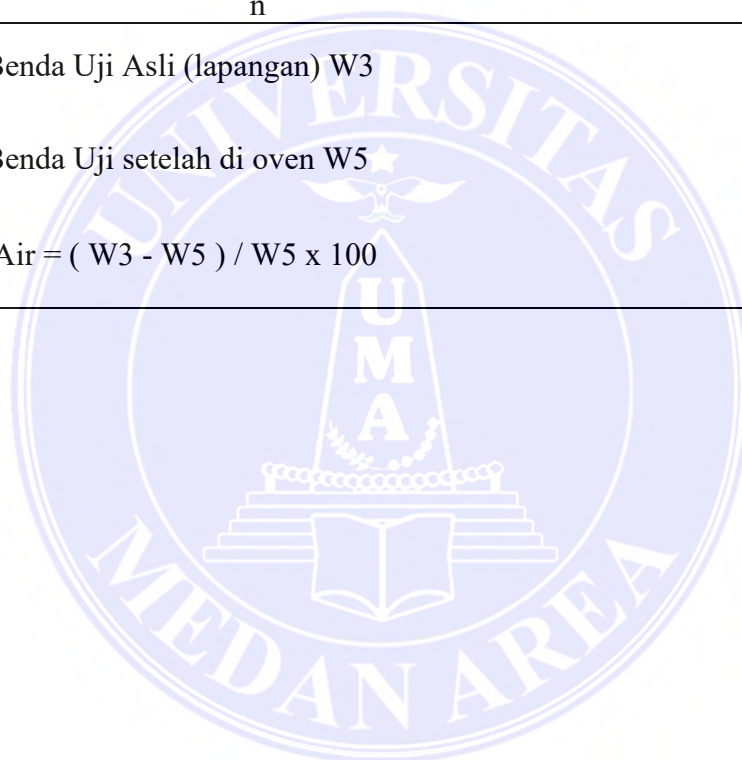 n
Benda Uji Asli (lapangan) W3
Benda Uji setelah di oven W5
Air = ( W3 - W5 ) / W5 x 100
UNIVERSITAS
U
M
A
MEDAN AREA